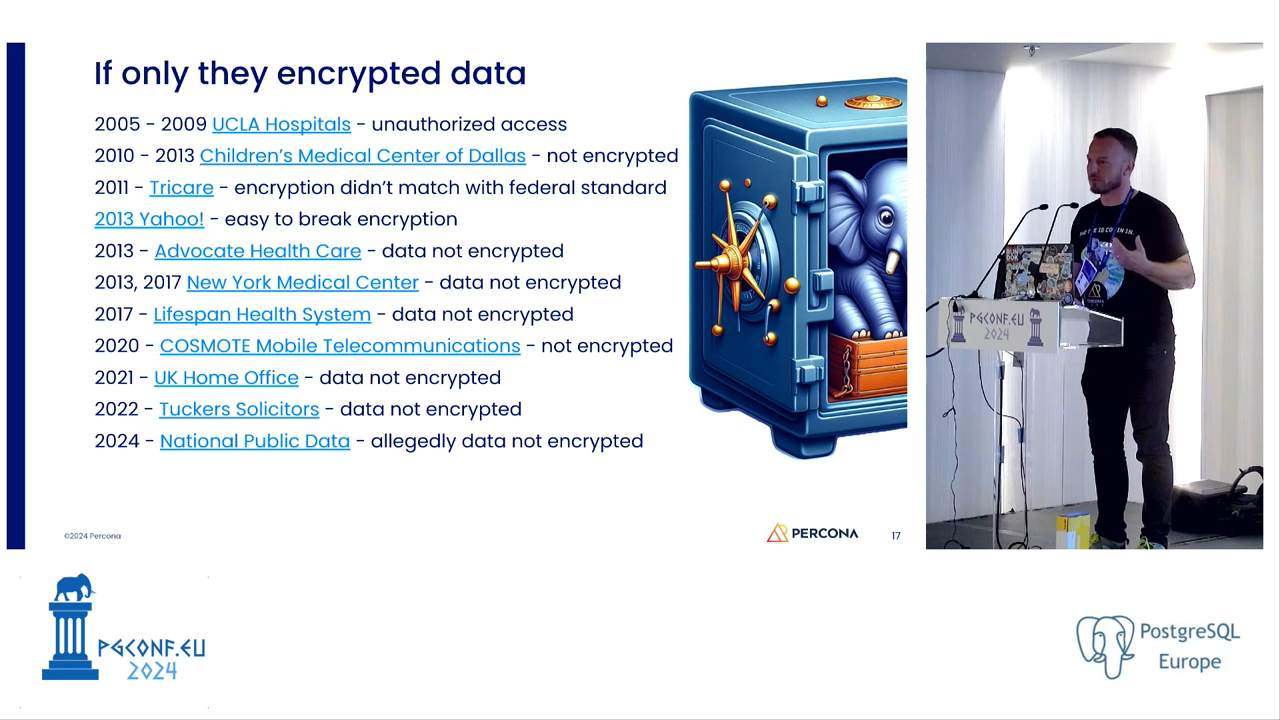 If only they encrypted data
2005 - 2009 UCLA Hospitals - unauthorized access
2010 - 2013 Children's Medical Center of Dallas - not encrypted
2011 - Tricare - encryption didn't match with federal standard
2013 Yahoo! - easy to break encryption
2013 - Advocate Health Care - data not encrypted
2013, 2017 New York Medical Center - data not encrypted
2017 - Lifespan Health System - data not encrypted
2020 - COSMOTE Mobile Telecommunications - not encrypted
2021 - UK Home Office - data not encrypted
2022 - Tuckers Solicitors - data not encrypted
2024 - National Public Data - allegedly data not encrypted
©2024 Percona
PERCONA
17
PGCONF.EU
2024
PERCONA
PGCONF.EU
2024
PostgreSQL
Europe